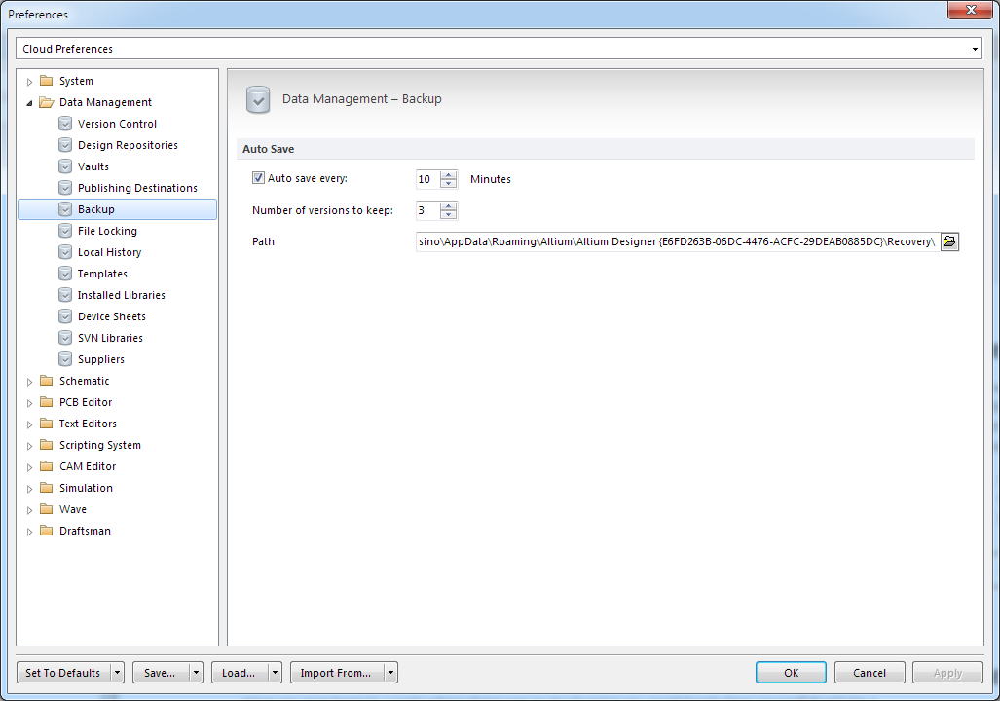 Preferences
Cloud Preferences
System
Data Management
Version Control
Design Repositories
Vaults
Publishing Destinations
Backup
File Locking
Local History
Templates
Installed Libraries
Device Sheets
SVN Libraries
Suppliers
Schematic
PCB Editor
Text Editors
Scripting System
CAM Editor
Simulation
Wave
Draftsman
Data Management – Backup
Auto Save
Auto save every: 10 Minutes
Number of versions to keep: 3
Path sino\AppData\Roaming\Altium\Altium Designer {E6FD263B-06DC-4476-ACFC-29DEAB0885DC}\Recovery\
Set To Defaults Save... Load... Import From... OK Cancel Apply